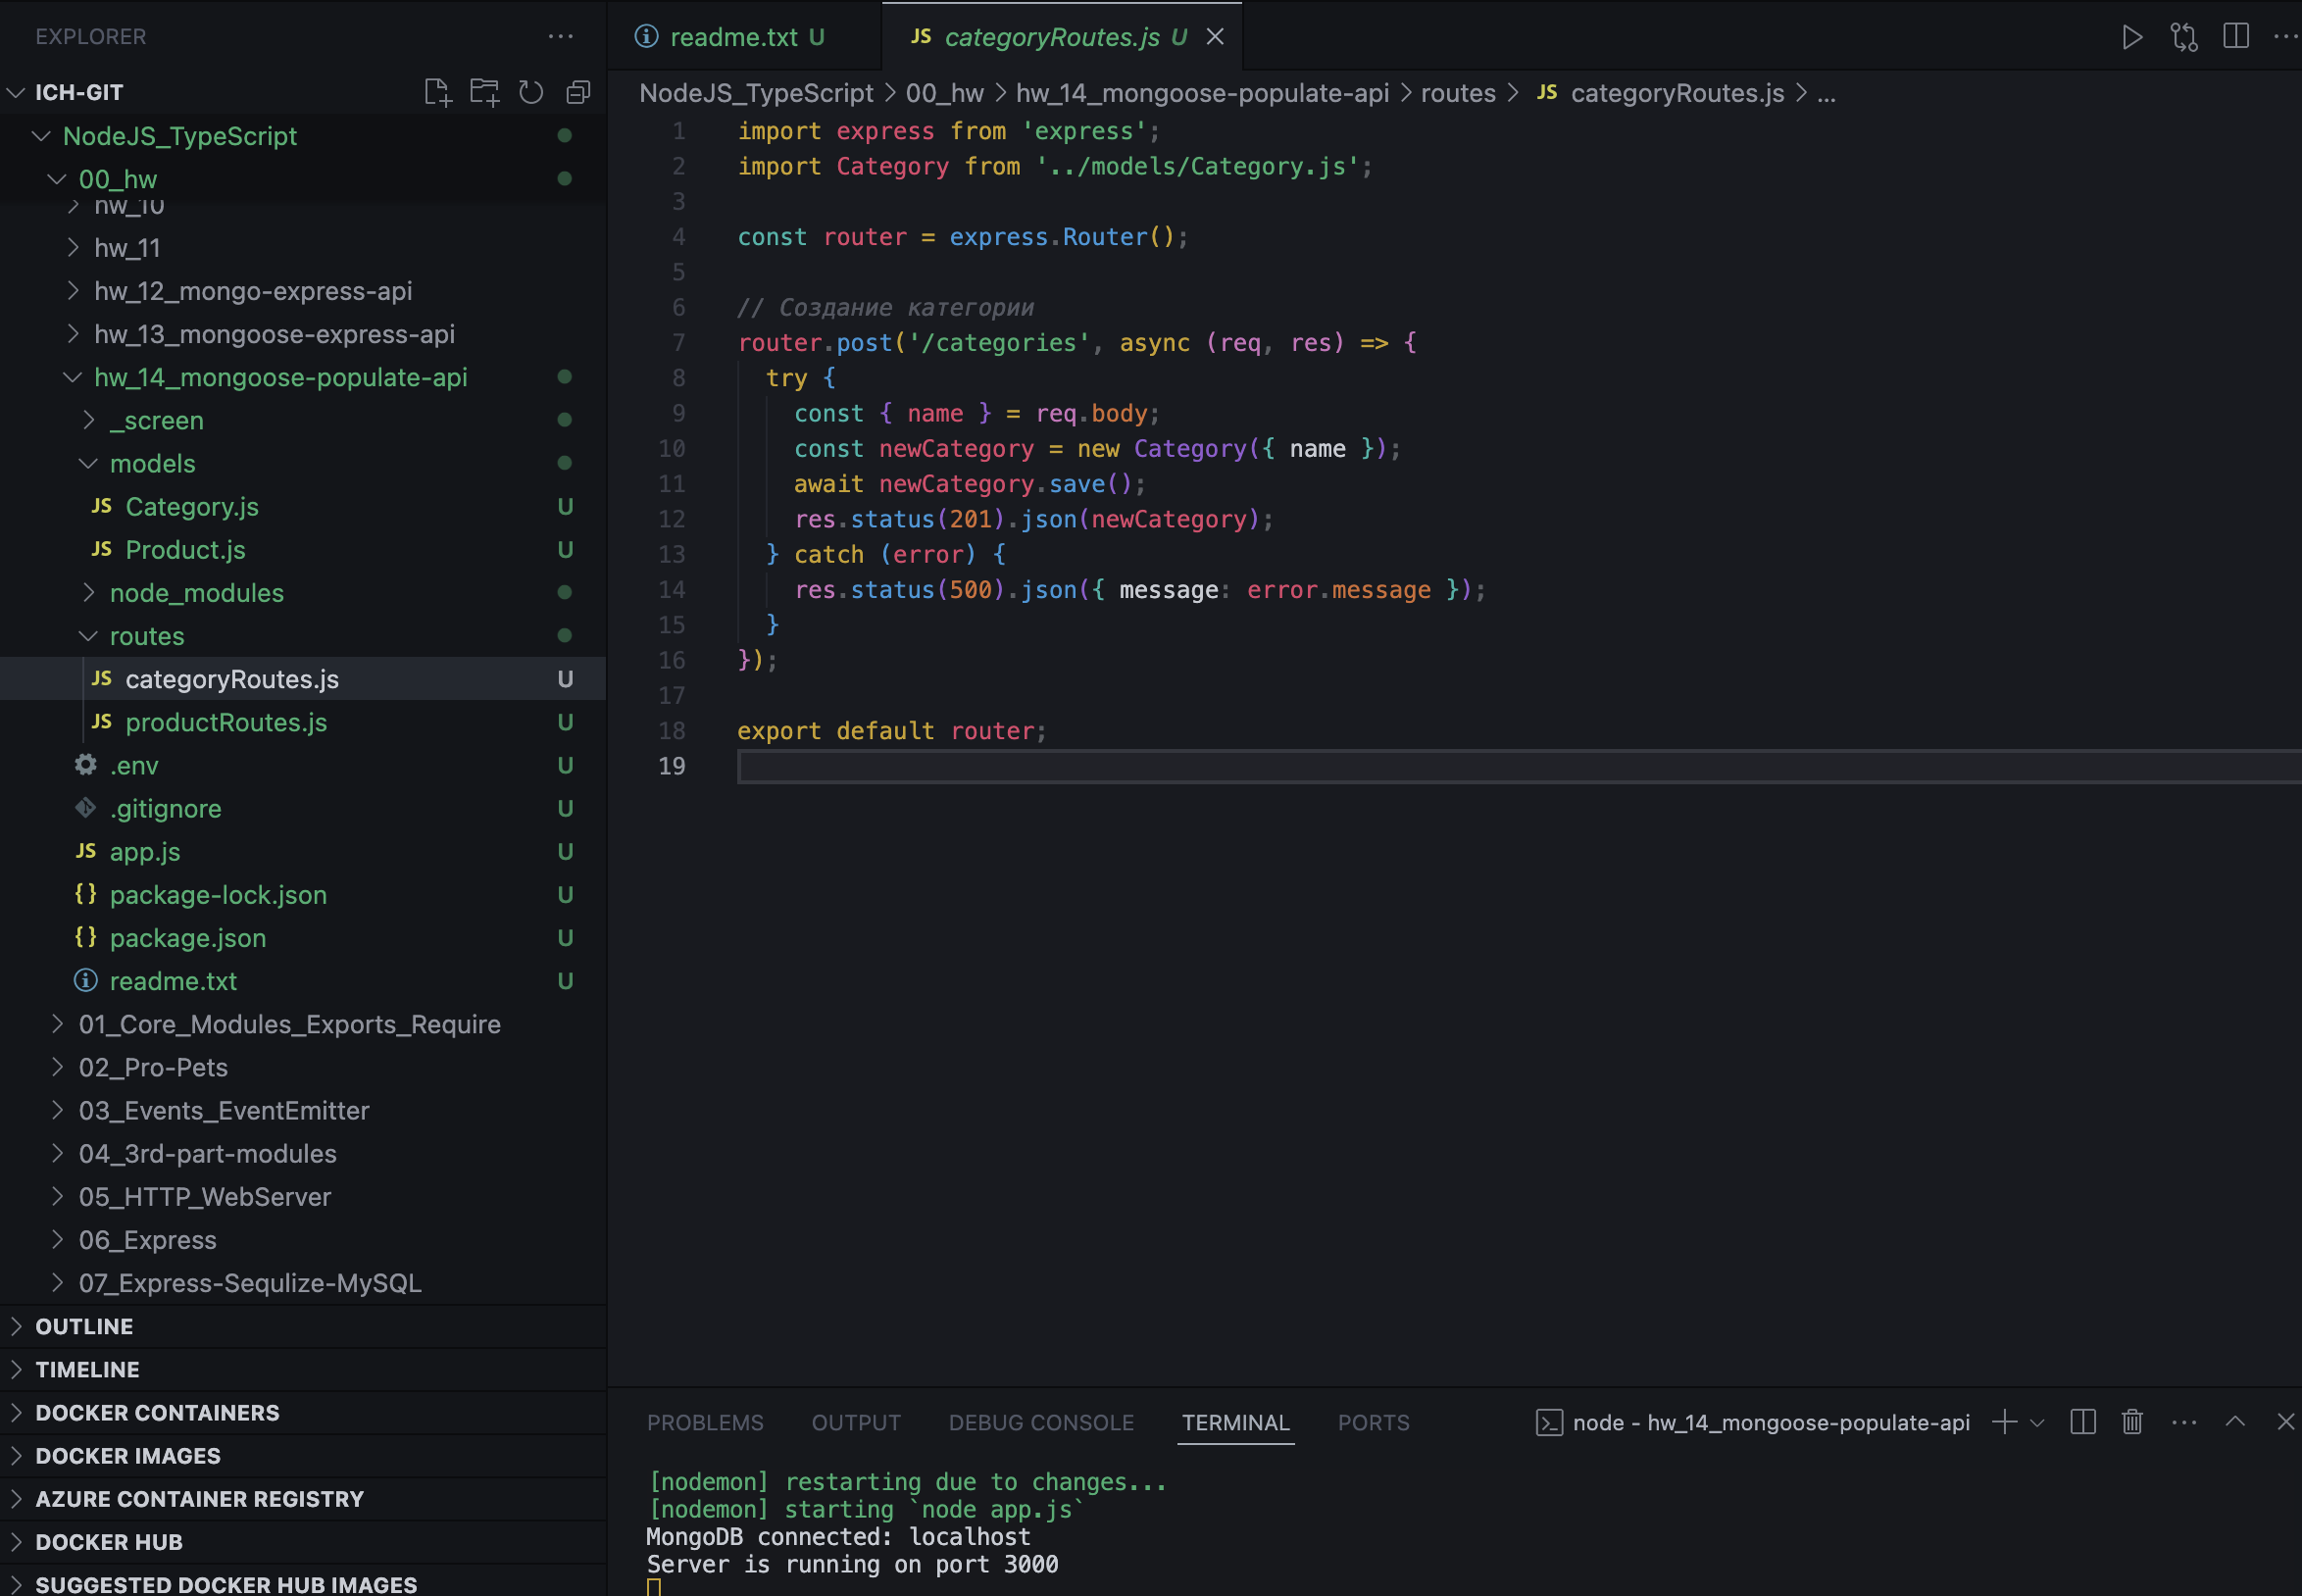 EXPLORER
ICH-GIT
NodeJS_TypeScript
00_hw
hw_10
hw_11
hw_12_mongo-express-api
hw_13_mongoose-express-api
hw_14_mongoose-populate-api
_screen
models
JS Category.js U
JS Product.js U
node_modules
routes
JS categoryRoutes.js U
JS productRoutes.js U
.env U
.gitignore U
JS app.js U
{} package-lock.json U
{} package.json U
readme.txt U
01_Core_Modules_Exports_Require
02_Pro-Pets
03_Events_EventEmitter
04_3rd-part-modules
05_HTTP_WebServer
06_Express
07_Express-Sequlize-MySQL
OUTLINE
TIMELINE
DOCKER CONTAINERS
DOCKER IMAGES
AZURE CONTAINER REGISTRY
DOCKER HUB
SUGGESTED DOCKER HUB IMAGES
readme.txt U
JS categoryRoutes.js U
NodeJS_TypeScript > 00_hw > hw_14_mongoose-populate-api > routes > JS categoryRoutes.js > ...
1 import express from 'express';
2 import Category from '../models/Category.js';
3
4 const router = express.Router();
5
6 // Создание категории
7 router.post('/categories', async (req, res) => {
8 try {
9 const { name } = req.body;
10 const newCategory = new Category({ name });
11 await newCategory.save();
12 res.status(201).json(newCategory);
13 } catch (error) {
14 res.status(500).json({ message: error.message });
15 }
16 });
17
18 export default router;
19
PROBLEMS OUTPUT DEBUG CONSOLE TERMINAL PORTS
node - hw_14_mongoose-populate-api
[nodemon] restarting due to changes...
[nodemon] starting `node app.js`
MongoDB connected: localhost
Server is running on port 3000